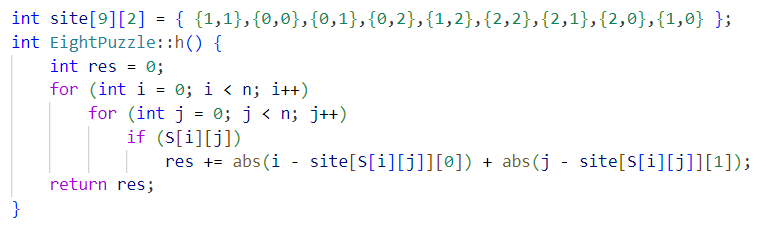 int site[9][2] = { {1,1},{0,0},{0,1},{0,2},{1,2},{2,2},{2,1},{2,0},{1,0} };
int EightPuzzle::h() {
    int res = 0;
    for (int i = 0; i < n; i++)
        for (int j = 0; j < n; j++)
            if (S[i][j])
                res += abs(i - site[S[i][j]][0]) + abs(j - site[S[i][j]][1]);
    return res;
}